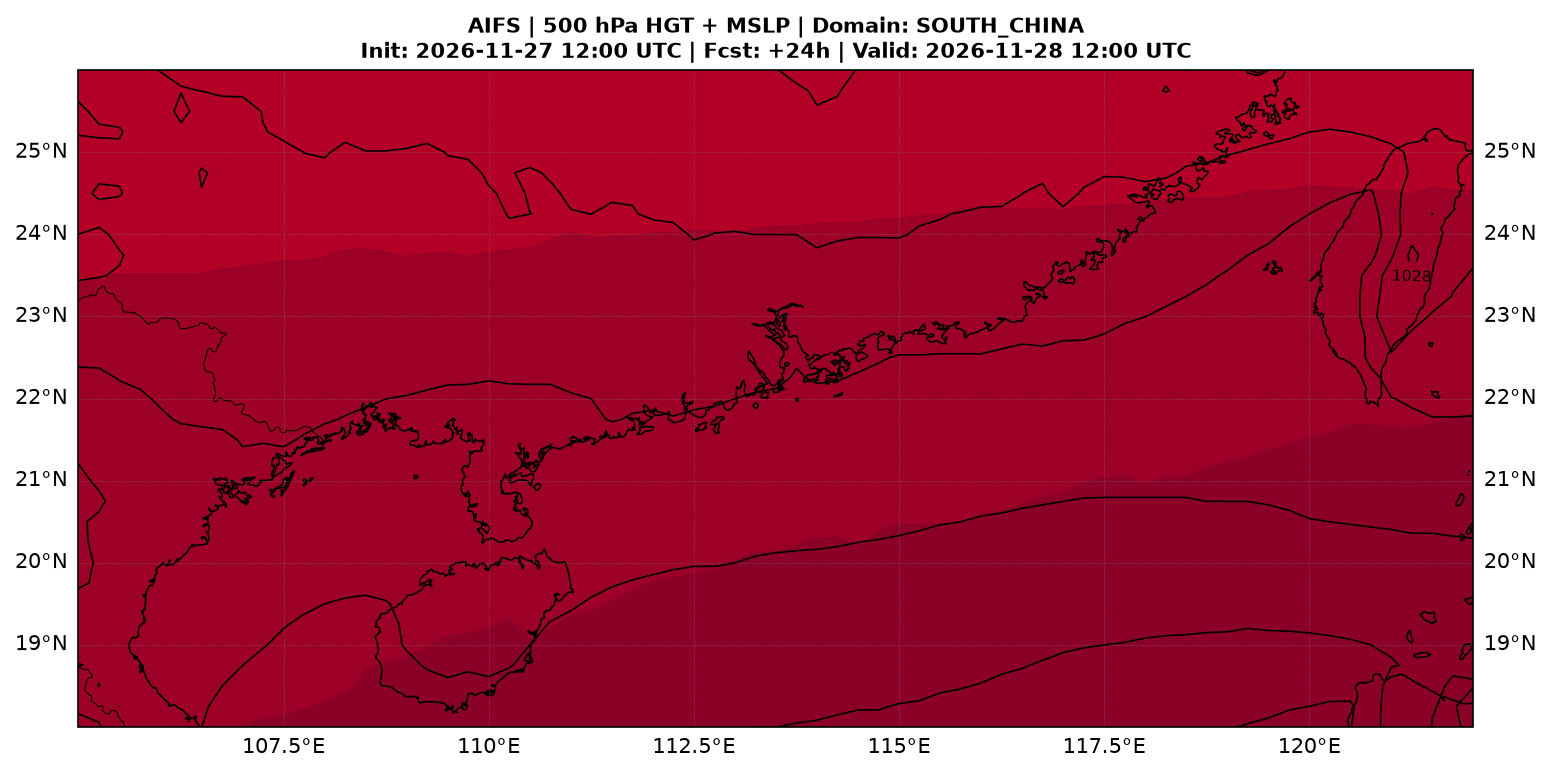 AIFS | 500 hPa HGT + MSLP | Domain: SOUTH_CHINA
Init: 2026-11-27 12:00 UTC | Fcst: +24h | Valid: 2026-11-28 12:00 UTC
25°N 25°N
24°N 24°N
1028
23°N 23°N
22°N 22°N
21°N 21°N
20°N 20°N
19°N 19°N
107.5°E 110°E 112.5°E 115°E 117.5°E 120°E